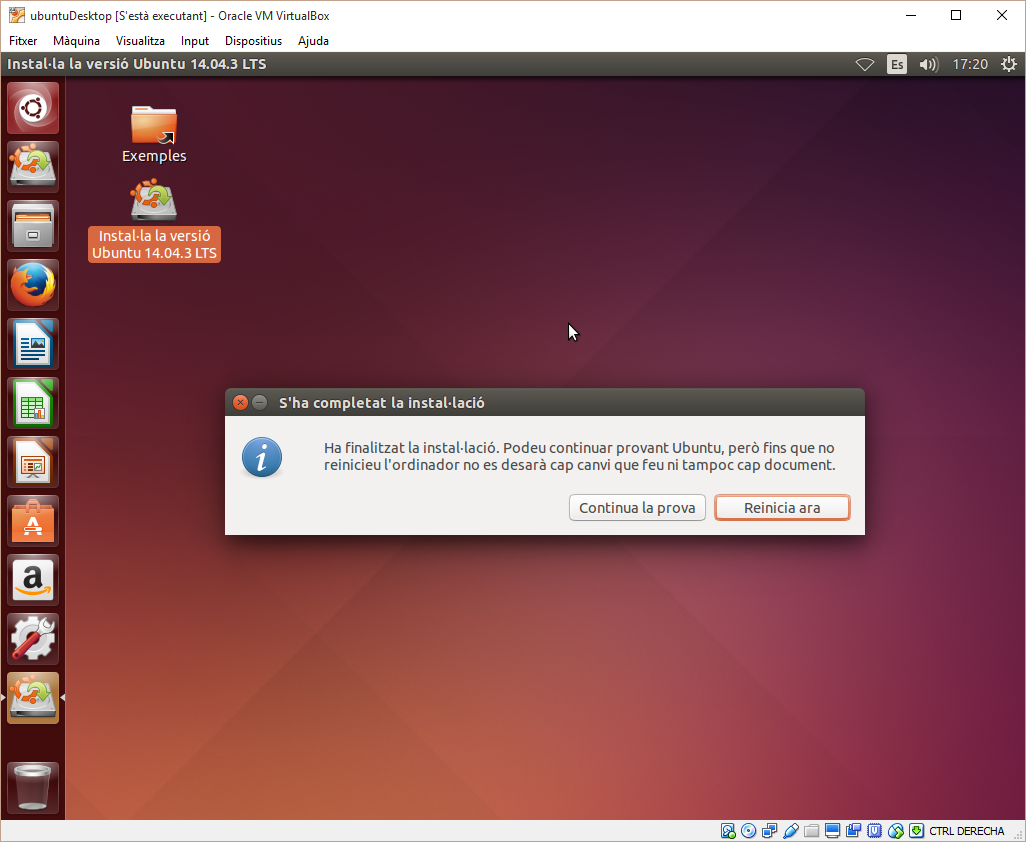 ubuntuDesktop [S'està executant] - Oracle VM VirtualBox
Fitxer Màquina Visualitza Input Dispositius Ajuda
Instal·la la versió Ubuntu 14.04.3 LTS Es 17:20
Exemples
Instal·la la versió
Ubuntu 14.04.3 LTS
S'ha completat la instal·lació
Ha finalitzat la instal·lació. Podeu continuar provant Ubuntu, però fins que no
reinicieu l'ordinador no es desarà cap canvi que feu ni tampoc cap document.
Continua la prova Reinicia ara
CTRL DERECHA